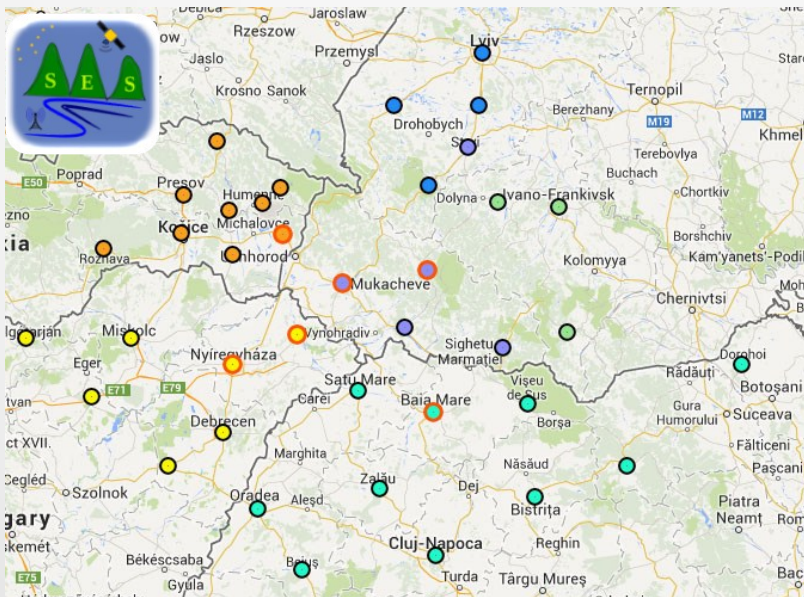 Debica
Jaroslaw
Rzeszow
Lviv
Jaslo
Przemysl
Krosno Sanok
Ternopil
M19
M12
Berezhany
Drohobych
Khmel
Terebovlya
Buchach
E50
Poprad
Presov
Humenne
Dolyna
Ivano-Frankivsk
Chortkiv
Michalovce
Košice
Borshchiv
Roznava
Uzhhorod
Kam'yanets'-Podil
Kolomyya
Mukacheve
Chernivtsi
Miskolc
Vynohradiv
Sighetu
Marmației
Nyíregyháza
Eger
E71
E79
Satu Mare
Carei
Baia Mare
Vișeu
de Sus
Borșa
Rădăuți
Dorohoi
Botoșani
Gura
Humorului
Suceava
Debrecen
ct XVII.
Marghita
Fălticeni
Cegléd
Szolnok
Zalău
Năsăud
Dej
Pașcani
Oradea
Aleșd
Bistrița
Piatra
Neamț
gary
Cluj-Napoca
Reghin
Békéscsaba
Beiuș
Gyula
Turda
Târgu Mureș
E75
S E S